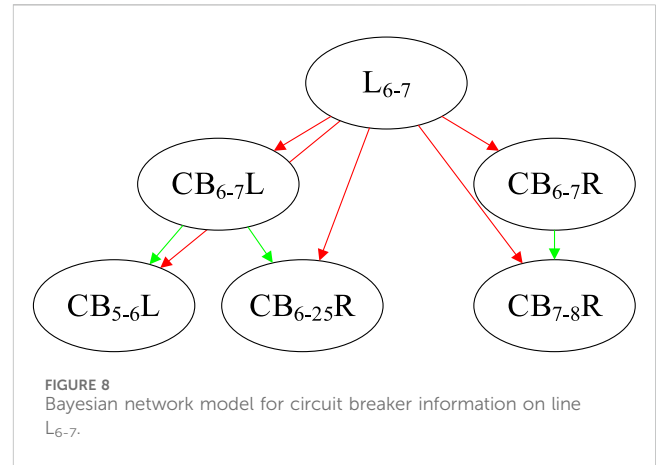 L₆₋₇
CB₆₋₇L CB₆₋₇R
CB₅₋₆L CB₆₋₂₅R CB₇₋₈R
FIGURE 8
Bayesian network model for circuit breaker information on line
L₆₋₇.